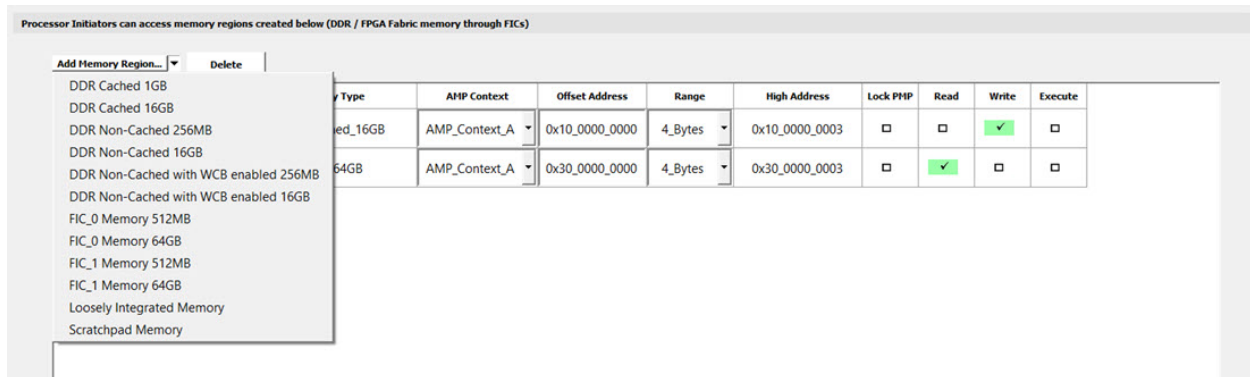 Processor Initiators can access memory regions created below (DDR / FPGA Fabric memory through FICs)
Add Memory Region... Delete
DDR Cached 1GB
DDR Cached 16GB
DDR Non-Cached 256MB
DDR Non-Cached 16GB
DDR Non-Cached with WCB enabled 256MB
DDR Non-Cached with WCB enabled 16GB
FIC_0 Memory 512MB
FIC_0 Memory 64GB
FIC_1 Memory 512MB
FIC_1 Memory 64GB
Loosely Integrated Memory
Scratchpad Memory
y Type AMP Context Offset Address Range High Address Lock PMP Read Write Execute
ed_16GB AMP_Context_A 0x10_0000_0000 4_Bytes 0x10_0000_0003
64GB AMP_Context_A 0x30_0000_0000 4_Bytes 0x30_0000_0003